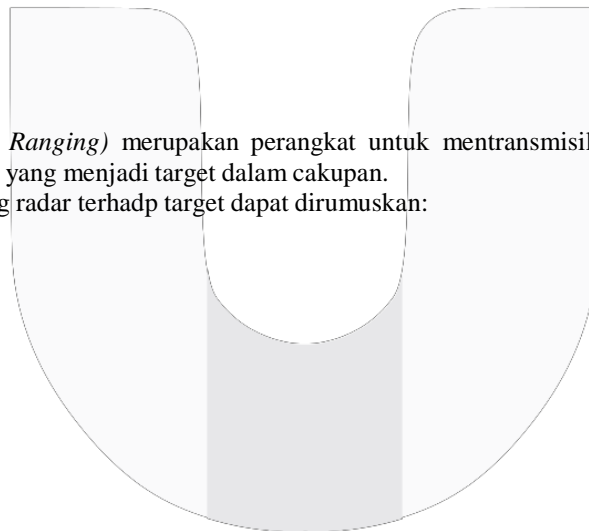 Ranging) merupakan perangkat untuk mentransmisil
yang menjadi target dalam cakupan.
g radar terhadp target dapat dirumuskan: